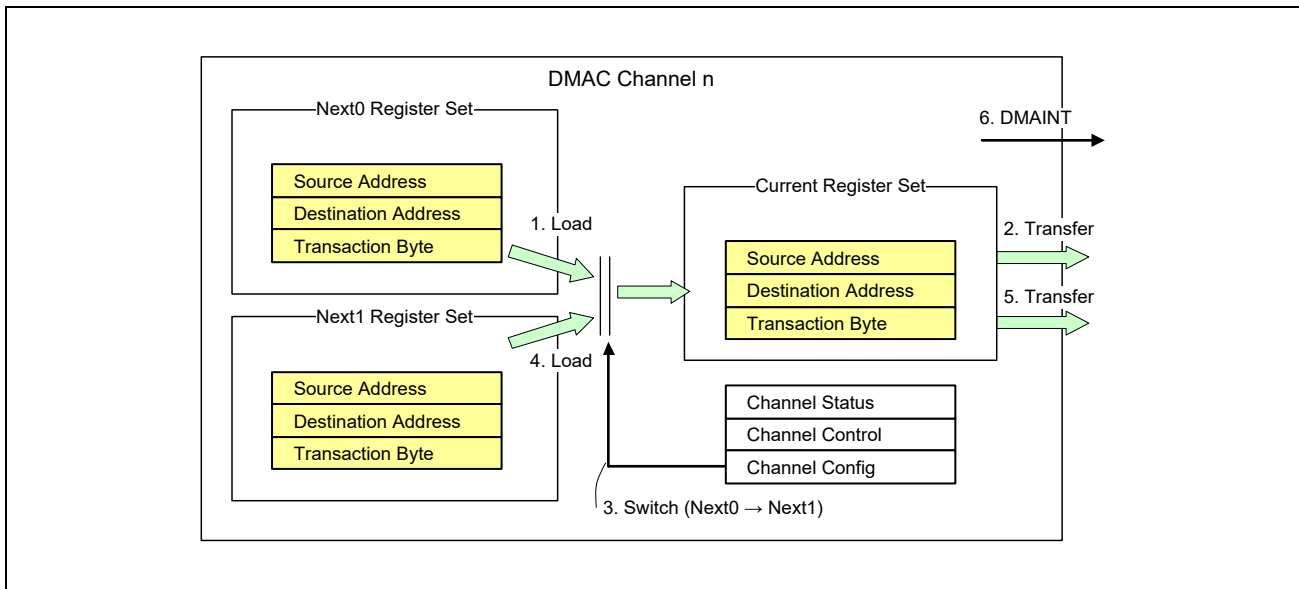 DMAC Channel n
Next0 Register Set
6. DMAINT
Source Address
Destination Address
Transaction Byte
1. Load
Current Register Set
Source Address
Destination Address
Transaction Byte
2. Transfer
5. Transfer
Next1 Register Set
4. Load
Source Address
Destination Address
Transaction Byte
Channel Status
Channel Control
Channel Config
3. Switch (Next0 → Next1)